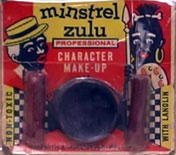 minstrel
zulu
PROFESSIONAL
CHARACTER
MAKE-UP
NON-TOXIC
WITH LANOLIN